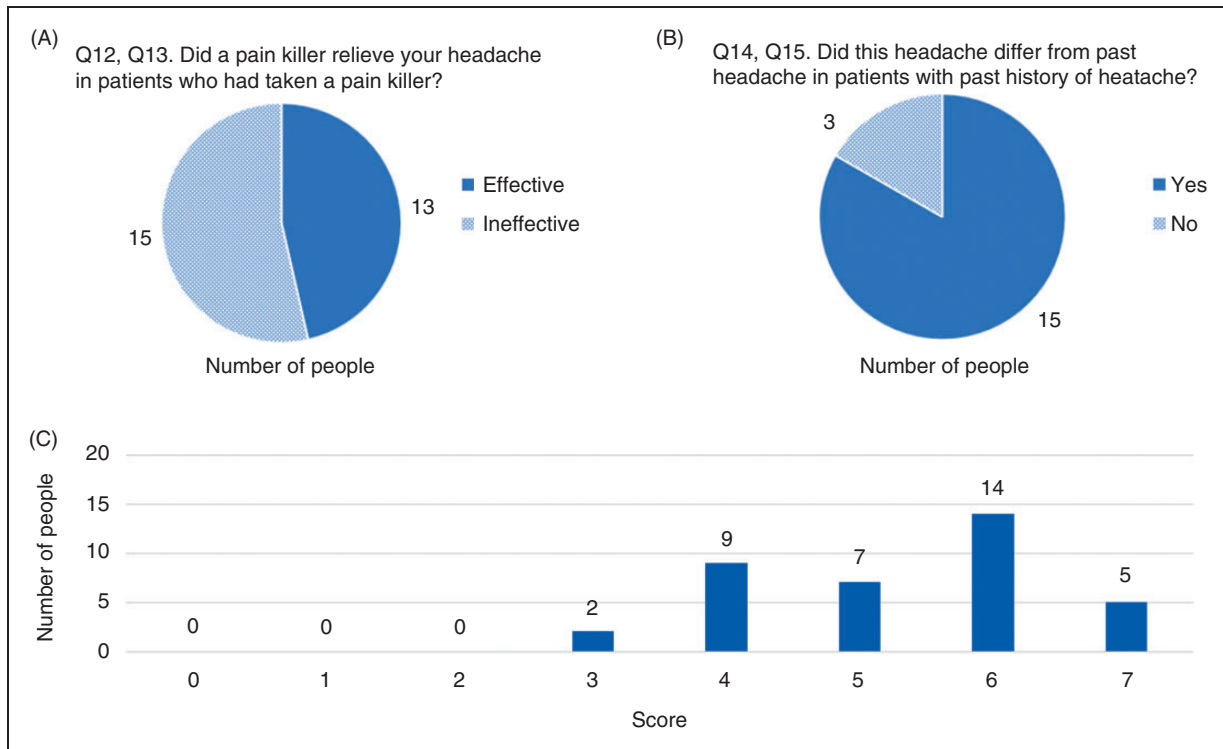 (A)
Q12, Q13. Did a pain killer relieve your headache
in patients who had taken a pain killer?
15
13
Effective
Ineffective
Number of people
(B)
Q14, Q15. Did this headache differ from past
headache in patients with past history of heatache?
3
15
Yes
No
Number of people
(C)
Number of people
20
15
10
5
0
0
0
0
2
9
7
14
5
0
1
2
3
4
5
6
7
Score